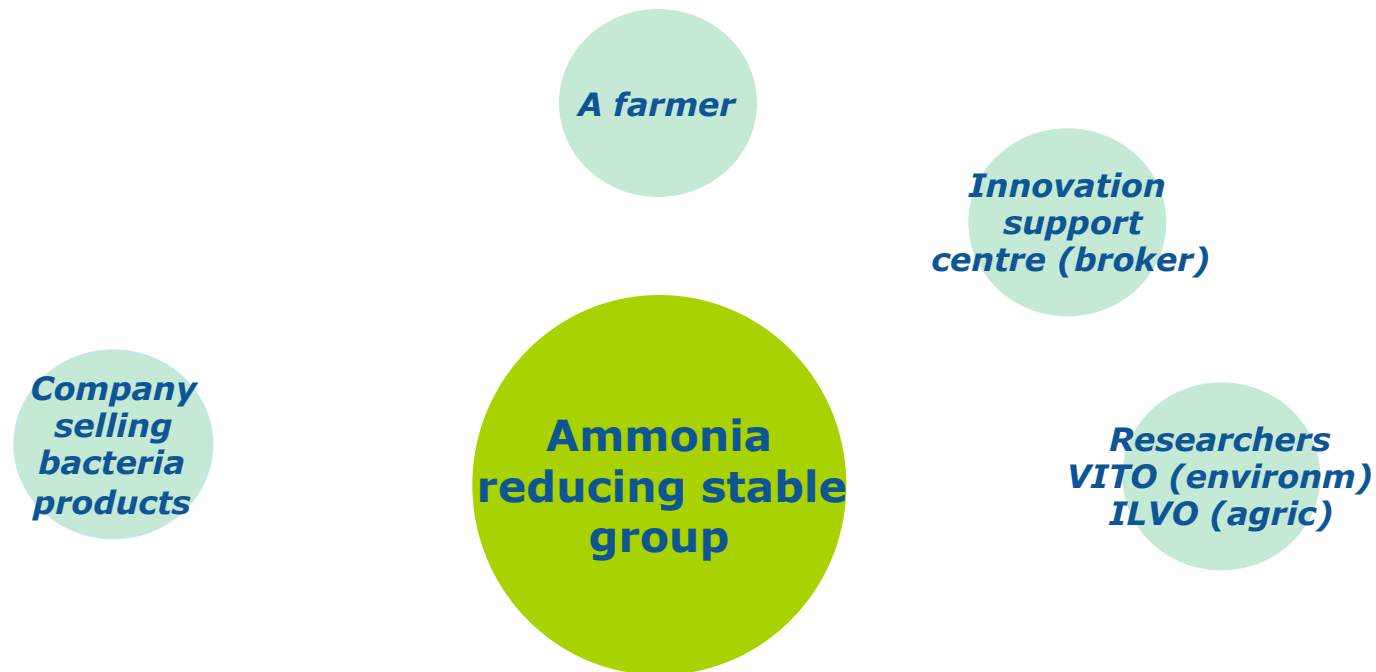 A farmer
Innovation
support
centre (broker)
Company
selling
bacteria
products
Ammonia
reducing stable
group
Researchers
VITO (environm)
ILVO (agric)